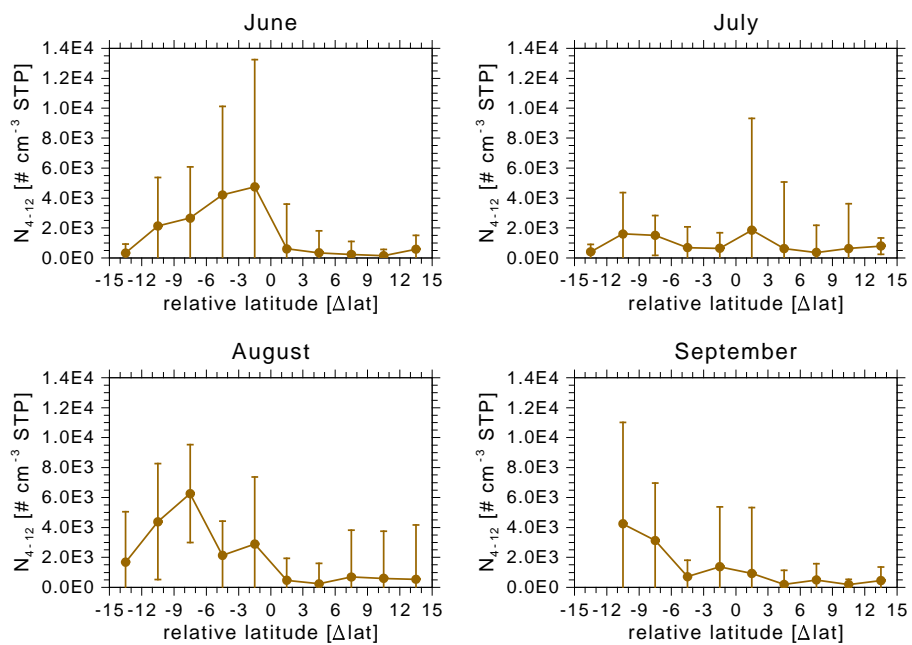 June
July
1.4E4
1.2E4
1.0E4
8.0E3
6.0E3
4.0E3
2.0E3
0.0E0
N4-12 [# cm-3 STP]
-15 -12 -9 -6 -3 0 3 6 9 12 15
relative latitude [Δlat]
1.4E4
1.2E4
1.0E4
8.0E3
6.0E3
4.0E3
2.0E3
0.0E0
N4-12 [# cm-3 STP]
-15 -12 -9 -6 -3 0 3 6 9 12 15
relative latitude [Δlat]
August
September
1.4E4
1.2E4
1.0E4
8.0E3
6.0E3
4.0E3
2.0E3
0.0E0
N4-12 [# cm-3 STP]
-15 -12 -9 -6 -3 0 3 6 9 12 15
relative latitude [Δlat]
1.4E4
1.2E4
1.0E4
8.0E3
6.0E3
4.0E3
2.0E3
0.0E0
N4-12 [# cm-3 STP]
-15 -12 -9 -6 -3 0 3 6 9 12 15
relative latitude [Δlat]